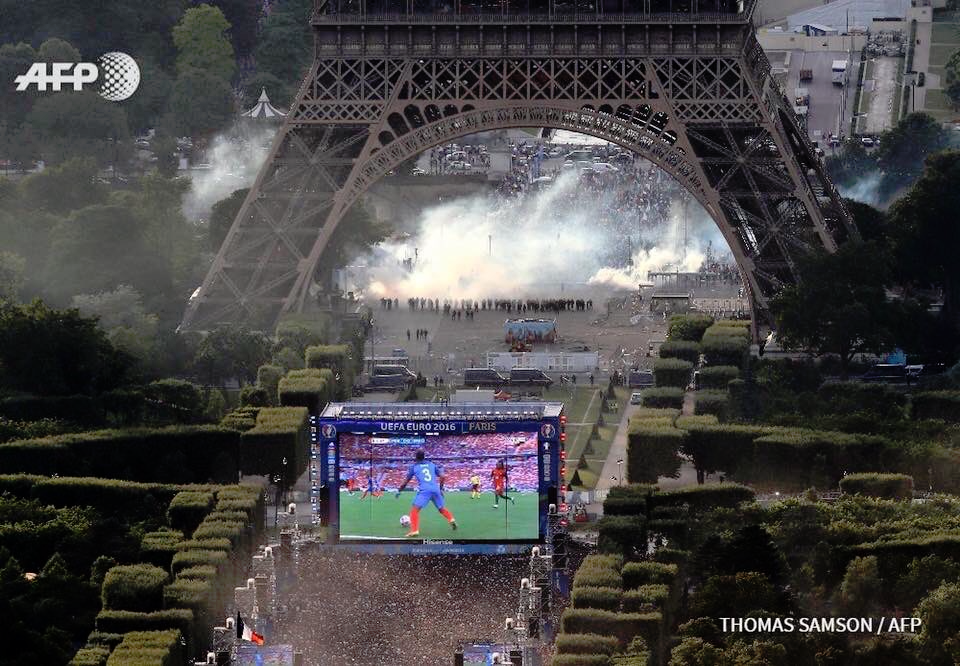 AFP
UEFA EURO 2016 PARIS
3
Hisense
THOMAS SAMSON / AFP